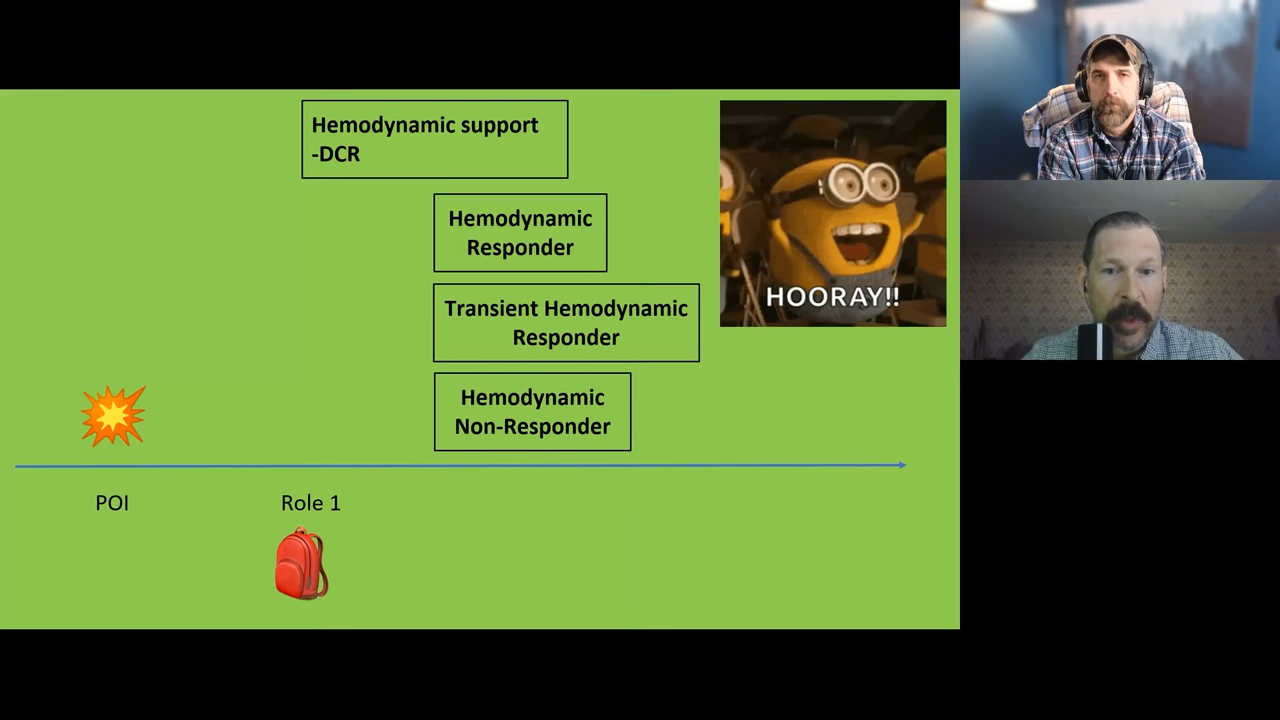 Hemodynamic support
-DCR
Hemodynamic
Responder
HOORAY!!
Transient Hemodynamic
Responder
Hemodynamic
Non-Responder
POI
Role 1